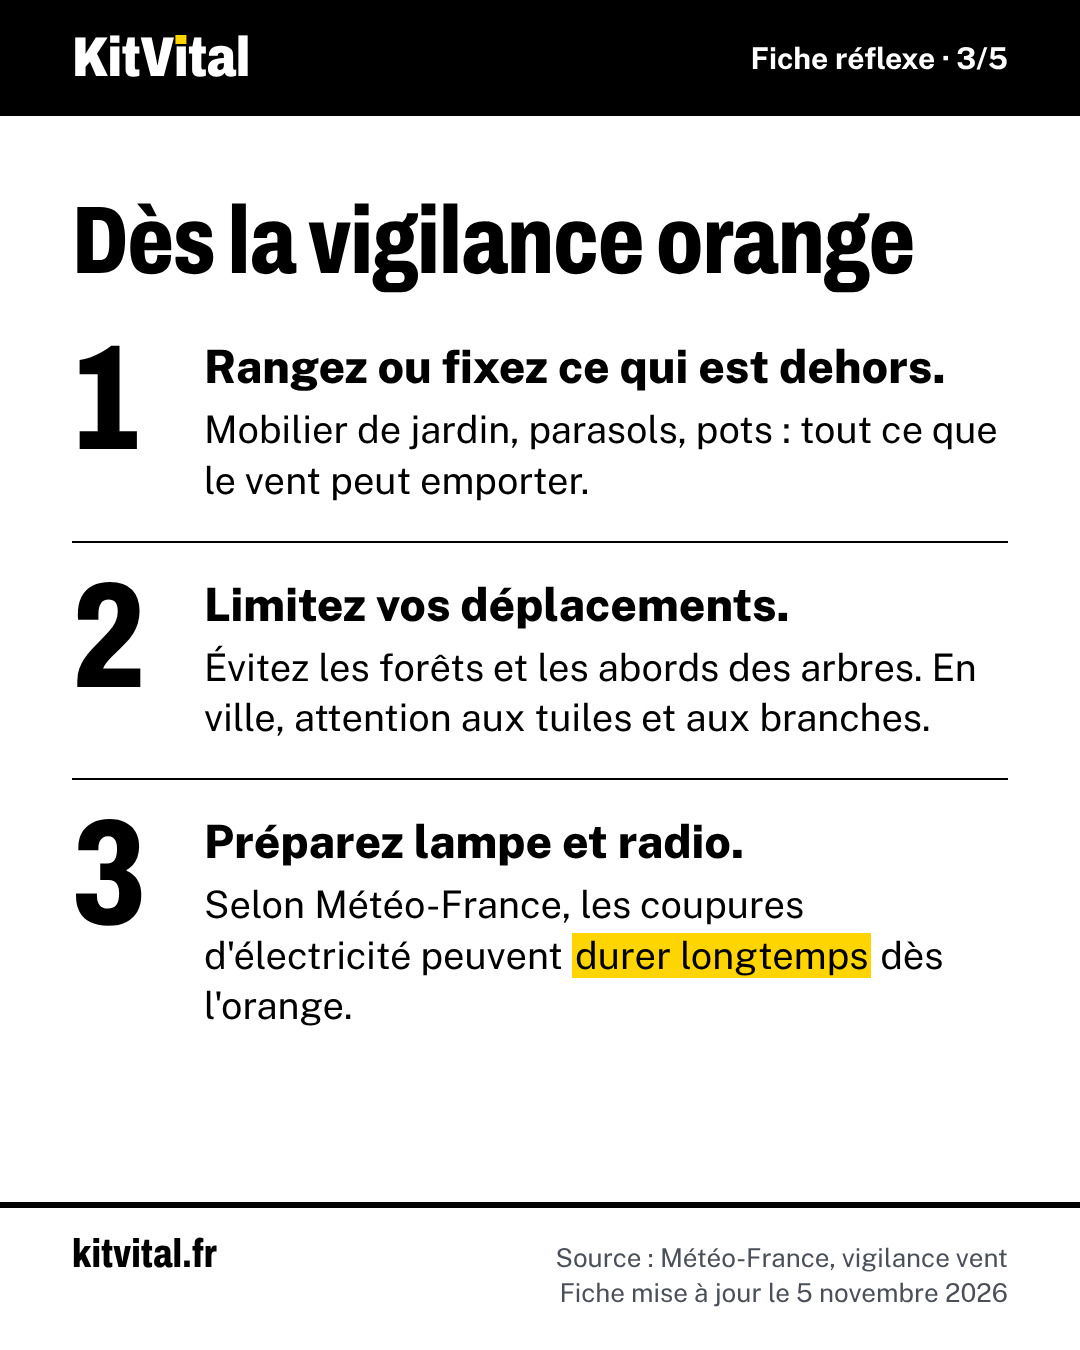 KitVital
Fiche réflexe · 3/5
Dès la vigilance orange
1
Rangez ou fixez ce qui est dehors.
Mobilier de jardin, parasols, pots : tout ce que
le vent peut emporter.
2
Limitez vos déplacements.
Évitez les forêts et les abords des arbres. En
ville, attention aux tuiles et aux branches.
3
Préparez lampe et radio.
Selon Météo-France, les coupures
d'électricité peuvent durer longtemps dès
l'orange.
kitvital.fr
Source : Météo-France, vigilance vent
Fiche mise à jour le 5 novembre 2026